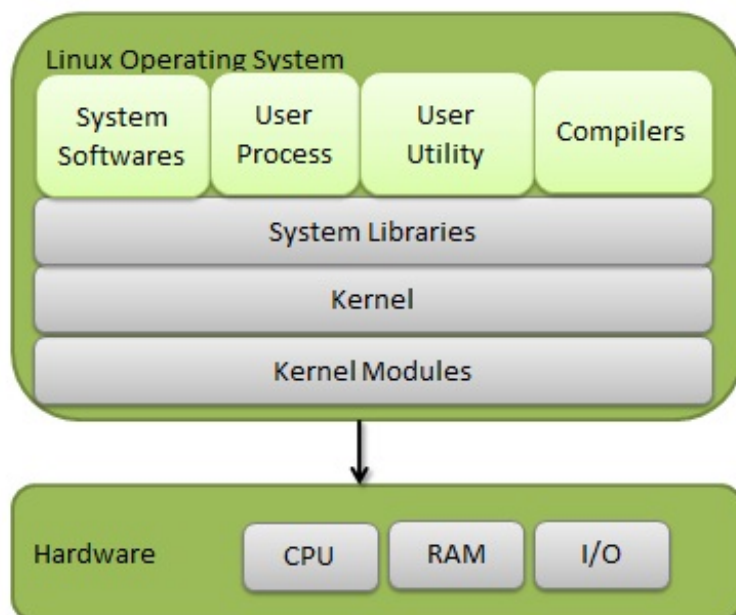 Linux Operating System
System
Softwares
User
Process
User
Utility
Compilers
System Libraries
Kernel
Kernel Modules
Hardware
CPU
RAM
I/O